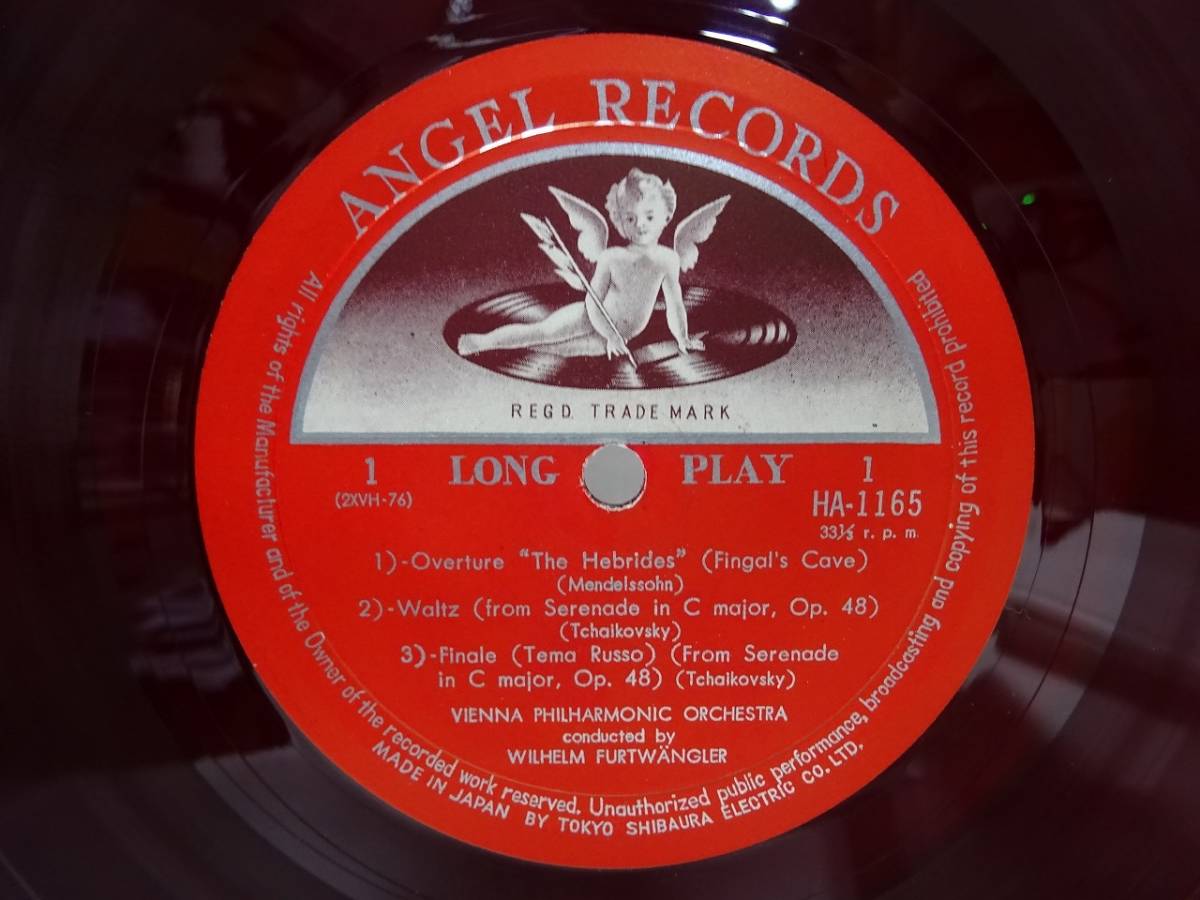 ANGEL RECORDS
REGD. TRADE MARK
1 LONG PLAY 1
(2XVH-76) HA-1165
33⅓ r. p. m.
1)-Overture "The Hebrides" (Fingal's Cave)
(Mendelssohn)
2)-Waltz (from Serenade in C major, Op. 48)
(Tchaikovsky)
3)-Finale (Tema Russo) (From Serenade
in C major, Op. 48) (Tchaikovsky)
VIENNA PHILHARMONIC ORCHESTRA
conducted by
WILHELM FURTWÄNGLER
All rights of the Manufacturer and of the Owner of the recorded work reserved. Unauthorized public performance, broadcasting and copying of this record prohibited
MADE IN JAPAN BY TOKYO SHIBAURA ELECTRIC CO. LTD.